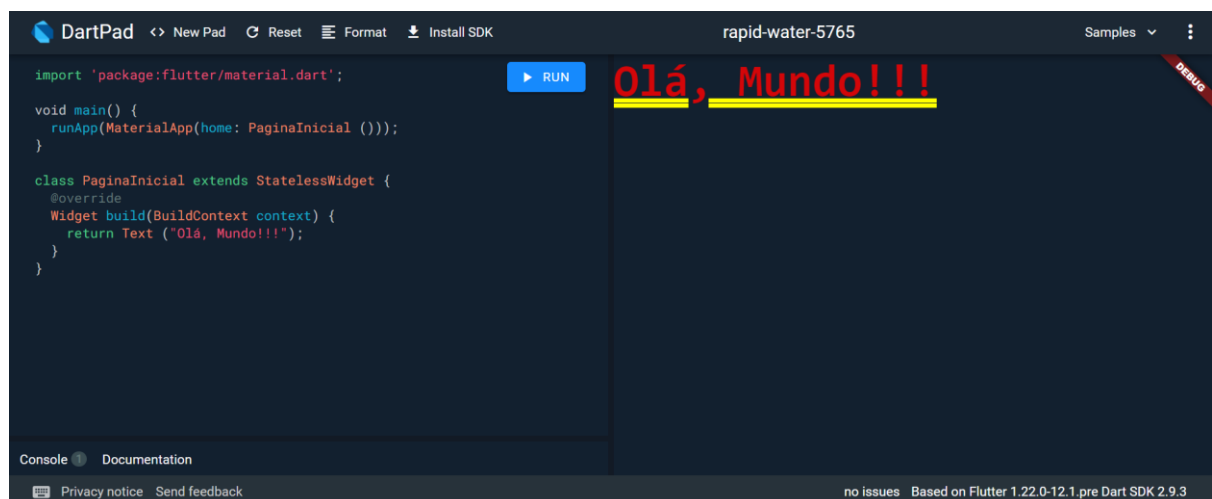 DartPad <> New Pad Reset Format Install SDK rapid-water-5765 Samples
import 'package:flutter/material.dart';
RUN
void main() {
runApp(MaterialApp(home: PaginaInicial ()));
}
class PaginaInicial extends StatelessWidget {
@override
Widget build(BuildContext context) {
return Text ("Olá, Mundo!!!");
}
}
Olá, Mundo!!!
DEBUG
Console 1 Documentation
Privacy notice Send feedback no issues Based on Flutter 1.22.0-12.1.pre Dart SDK 2.9.3